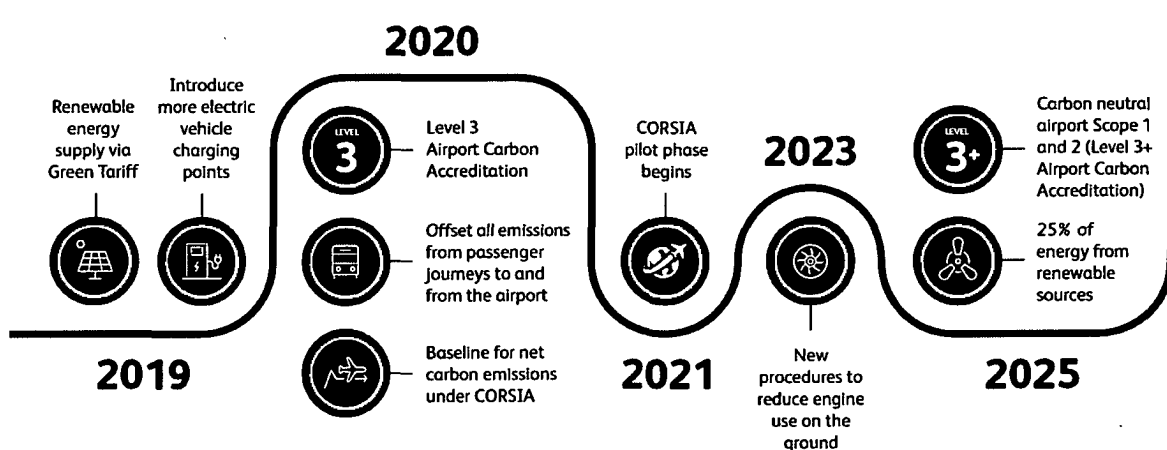 2020
Renewable
energy
supply via
Green Tariff
Introduce
more electric
vehicle
charging
points
2019
LEVEL
3
Level 3
Airport Carbon
Accreditation
Offset all emissions
from passenger
journeys to and
from the airport
Baseline for net
carbon emissions
under CORSIA
CORSIA
pilot phase
begins
2021
2023
New
procedures to
reduce engine
use on the
ground
LEVEL
3+
Carbon neutral
airport Scope 1
and 2 (Level 3+
Airport Carbon
Accreditation)
25% of
energy from
renewable
sources
2025